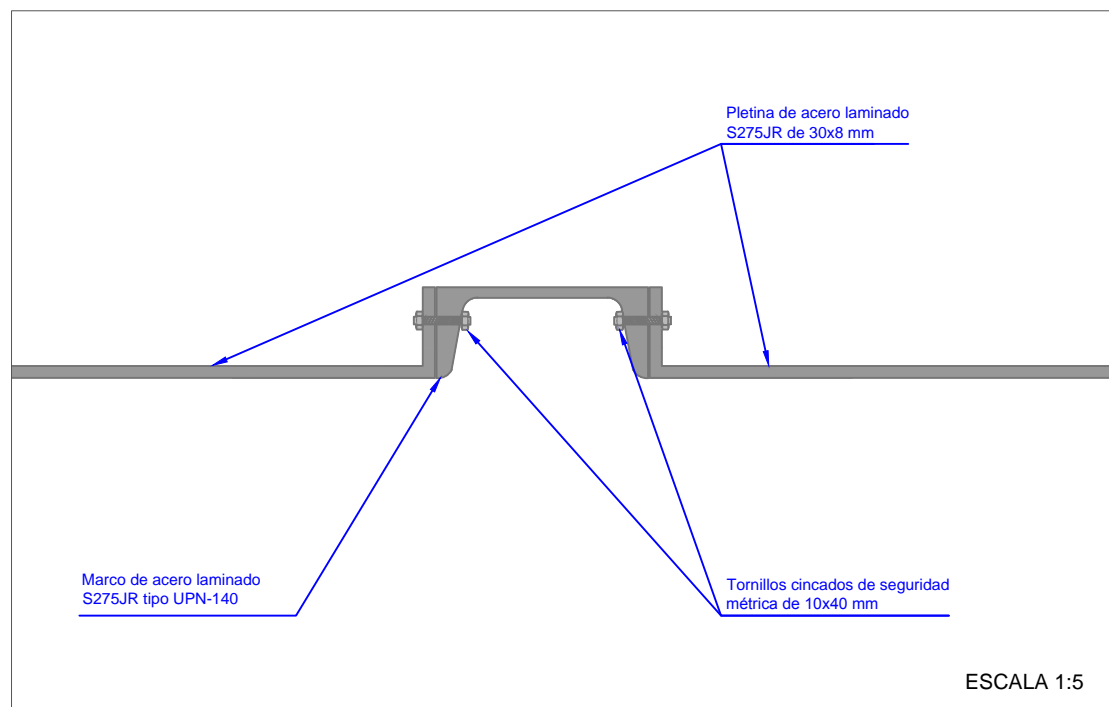 Pletina de acero laminado
S275JR de 30x8 mm
Marco de acero laminado
S275JR tipo UPN-140
Tornillos cincados de seguridad
métrica de 10x40 mm
ESCALA 1:5